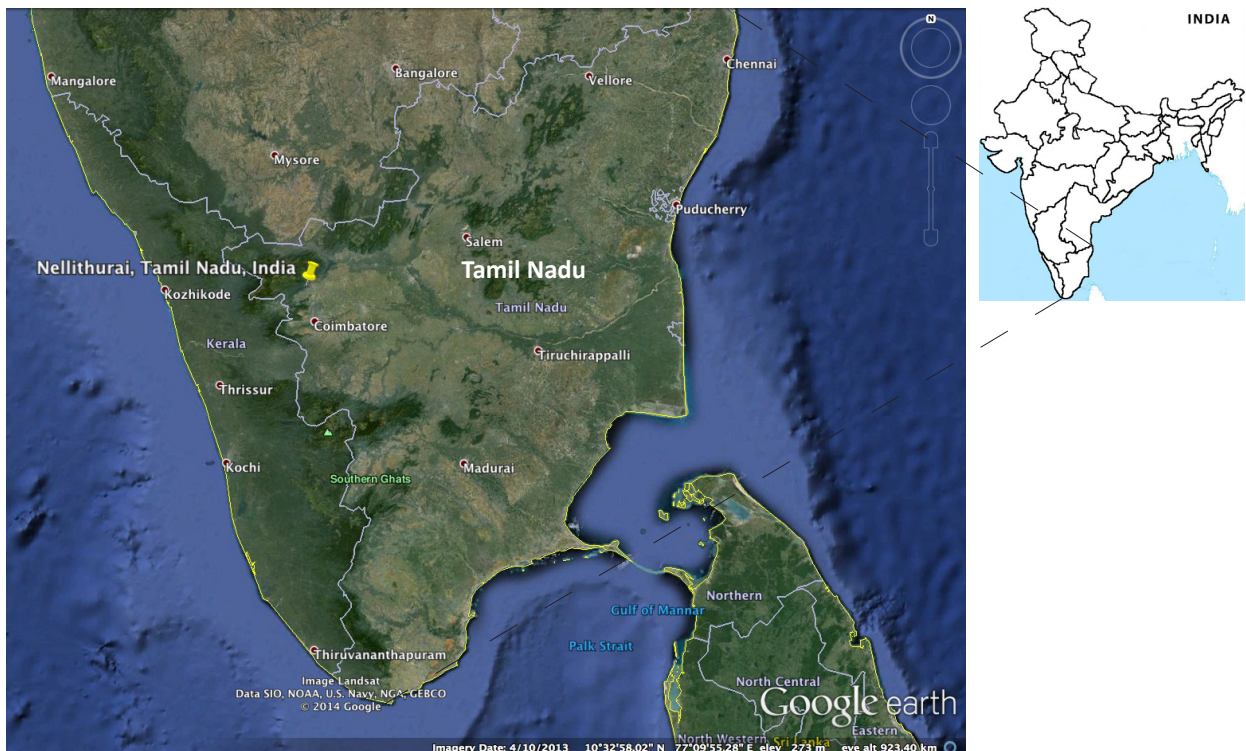 N
INDIA
Mangalore
Bangalore
Vellore
Chennai
Mysore
Puducherry
Salem
Nellithurai, Tamil Nadu, India
Tamil Nadu
Kozhikode
Tamil Nadu
Coimbatore
Kerala
Tiruchirappalli
Thrissur
Kochi
Madurai
Southern Ghats
Northern
Gulf of Mannar
Palk Strait
Thiruvananthapuram
Image Landsat
Data SIO, NOAA, U.S. Navy, NGA, GEBCO
© 2014 Google
North Central
Google earth
Eastern
North Western
Sri Lanka
Imagery Date: 4/10/2013 10°32'58.02" N 77°09'55.28" E elev 273 m eye alt 923.40 km